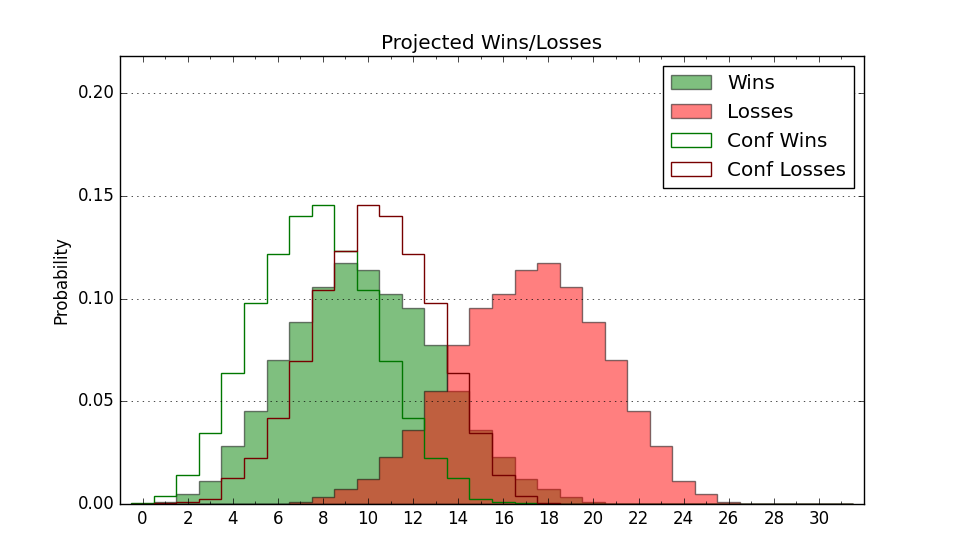 Projected Wins/Losses
Wins
Losses
Conf Wins
Conf Losses
Probability
0.20
0.15
0.10
0.05
0.00
0 2 4 6 8 10 12 14 16 18 20 22 24 26 28 30